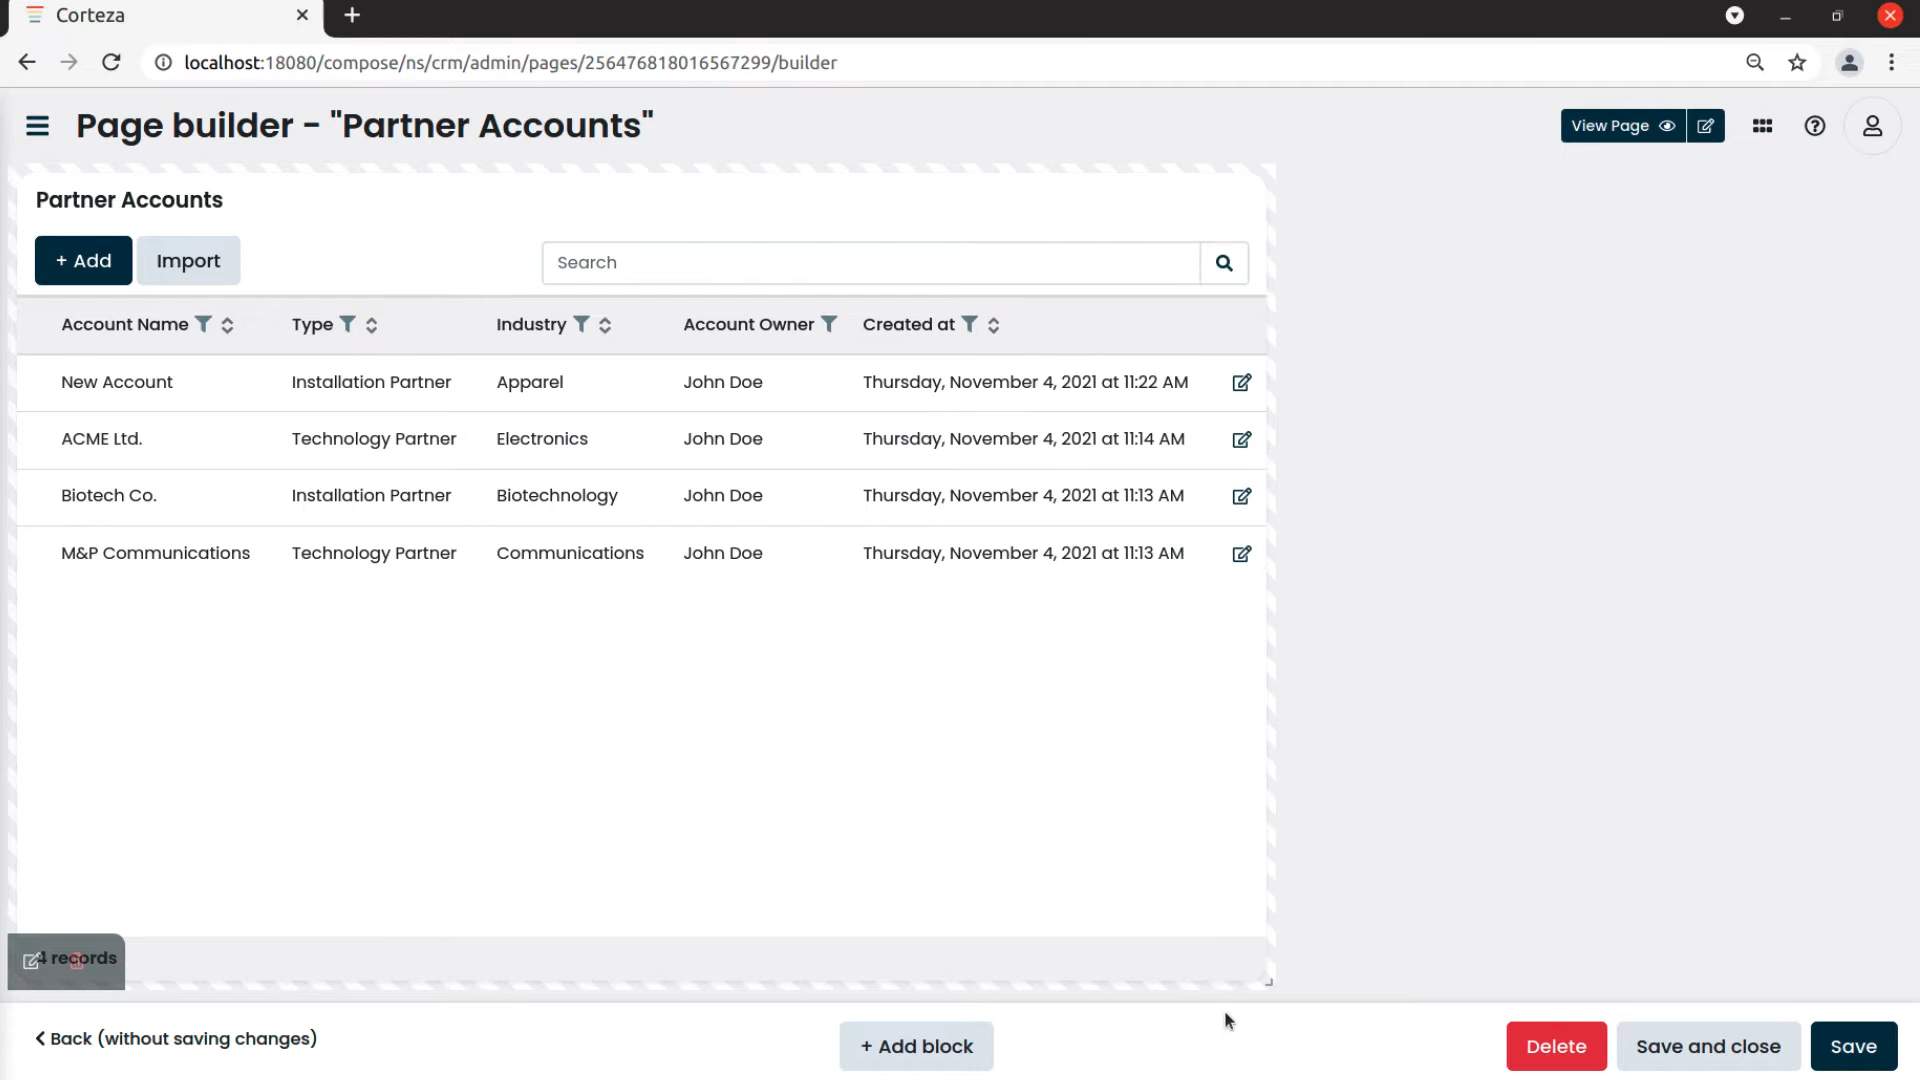 Corteza
localhost:18080/compose/ns/crm/admin/pages/256476818016567299/builder
Page builder - "Partner Accounts"
View Page
Partner Accounts
+ Add
Import
Search
Account Name Type Industry Account Owner Created at
New Account Installation Partner Apparel John Doe Thursday, November 4, 2021 at 11:22 AM
ACME Ltd. Technology Partner Electronics John Doe Thursday, November 4, 2021 at 11:14 AM
Biotech Co. Installation Partner Biotechnology John Doe Thursday, November 4, 2021 at 11:13 AM
M&P Communications Technology Partner Communications John Doe Thursday, November 4, 2021 at 11:13 AM
4 records
Back (without saving changes)
+ Add block
Delete
Save and close
Save